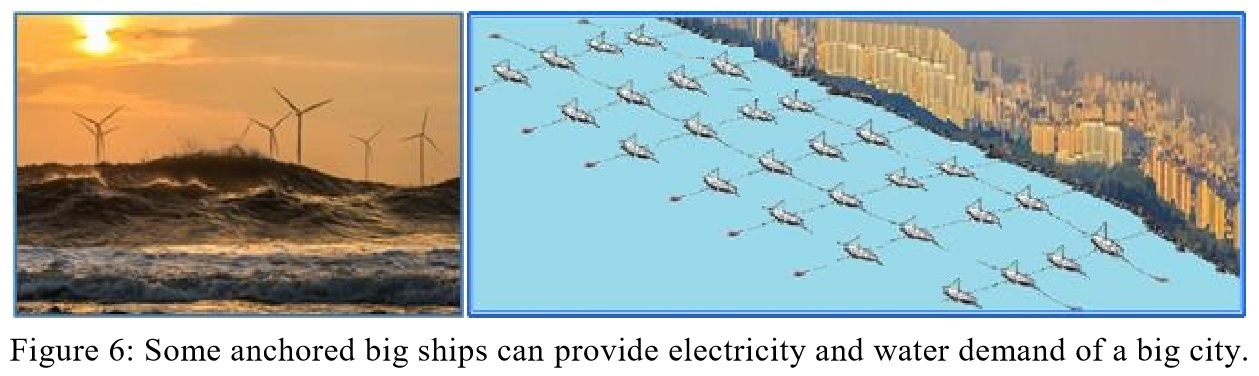 Figure 6: Some anchored big ships can provide electricity and water demand of a big city.